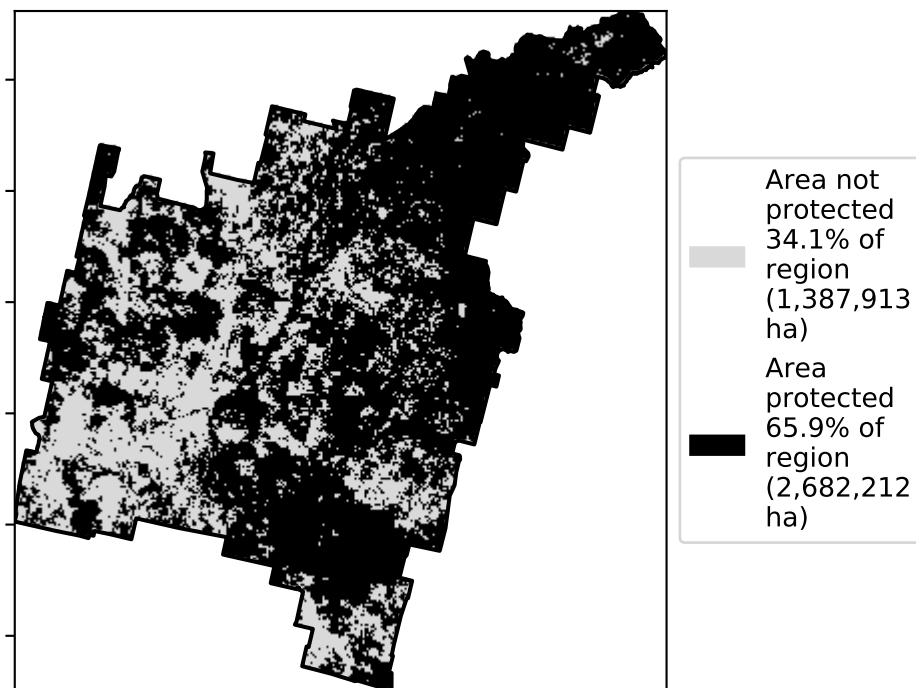 Area not
protected
34.1% of
region
(1,387,913
ha)
Area
protected
65.9% of
region
(2,682,212
ha)